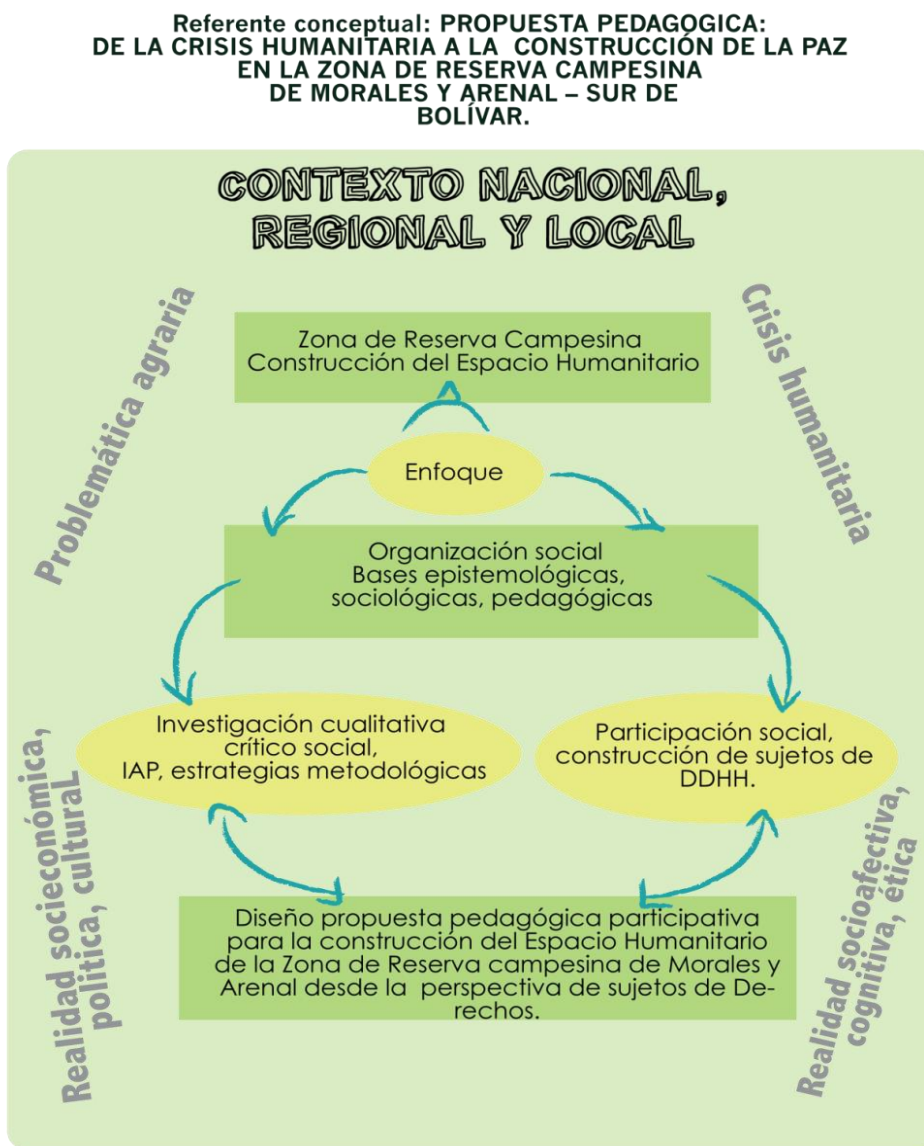 Referente conceptual: PROPUESTA PEDAGOGICA:
DE LA CRISIS HUMANITARIA A LA CONSTRUCCIÓN DE LA PAZ
EN LA ZONA DE RESERVA CAMPESINA
DE MORALES Y ARENAL – SUR DE
BOLÍVAR.
CONTEXTO NACIONAL,
REGIONAL Y LOCAL
Problemática agraria
Crisis humanitaria
Zona de Reserva Campesina
Construcción del Espacio Humanitario
Enfoque
Organización social
Bases epistemológicas,
sociológicas, pedagógicas
Investigación cualitativa
crítico social,
IAP, estrategias metodológicas
Participación social,
construcción de sujetos de
DDHH.
Realidad socieconómica,
política, cultural
Realidad socioafectiva,
cognitiva, ética
Diseño propuesta pedagógica participativa
para la construcción del Espacio Humanitario
de la Zona de Reserva campesina de Morales y
Arenal desde la perspectiva de sujetos de De-
rechos.